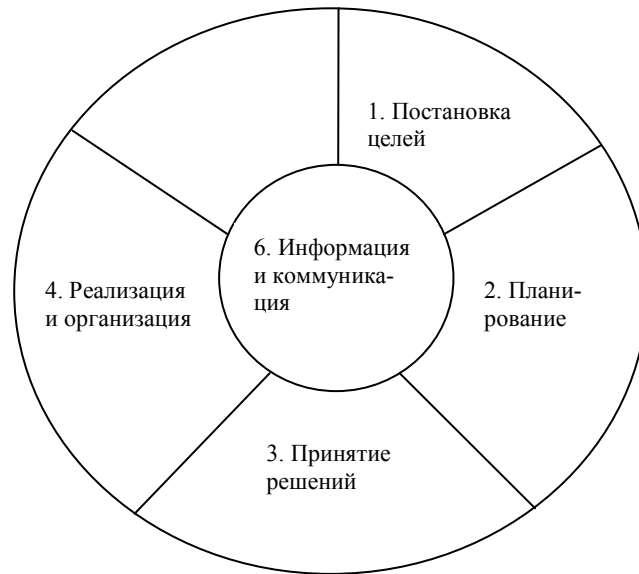 1. Постановка
целей
6. Информация
и коммуника-
ция
4. Реализация
и организация
2. Плани-
рование
3. Принятие
решений